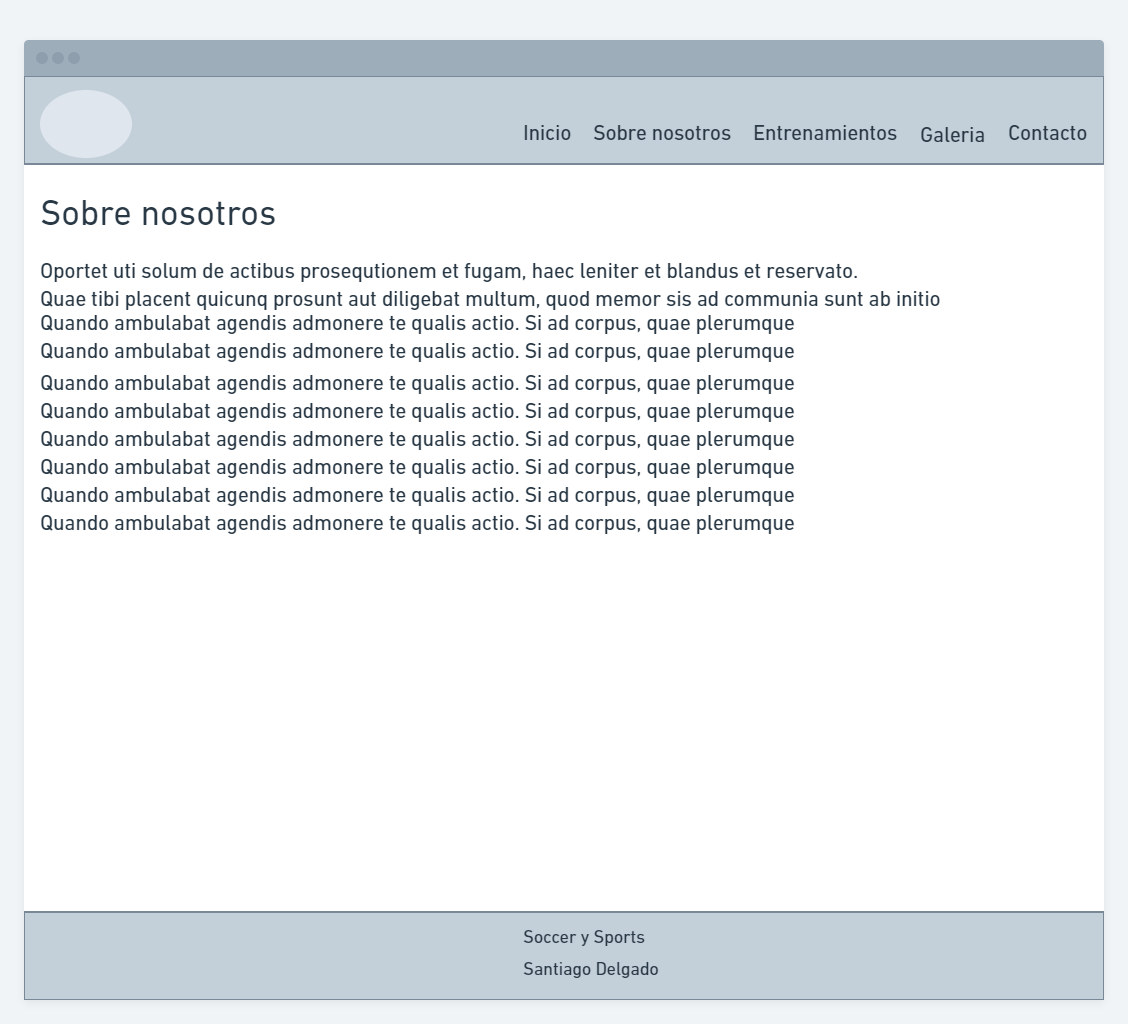 Inicio Sobre nosotros Entrenamientos Galeria Contacto
Sobre nosotros
Oportet uti solum de actibus prosequtionem et fugam, haec leniter et blandus et reservato.
Quae tibi placent quicunq prosunt aut diligebat multum, quod memor sis ad communia sunt ab initio
Quando ambulabat agendis admonere te qualis actio. Si ad corpus, quae plerumque
Quando ambulabat agendis admonere te qualis actio. Si ad corpus, quae plerumque
Quando ambulabat agendis admonere te qualis actio. Si ad corpus, quae plerumque
Quando ambulabat agendis admonere te qualis actio. Si ad corpus, quae plerumque
Quando ambulabat agendis admonere te qualis actio. Si ad corpus, quae plerumque
Quando ambulabat agendis admonere te qualis actio. Si ad corpus, quae plerumque
Quando ambulabat agendis admonere te qualis actio. Si ad corpus, quae plerumque
Quando ambulabat agendis admonere te qualis actio. Si ad corpus, quae plerumque
Soccer y Sports
Santiago Delgado